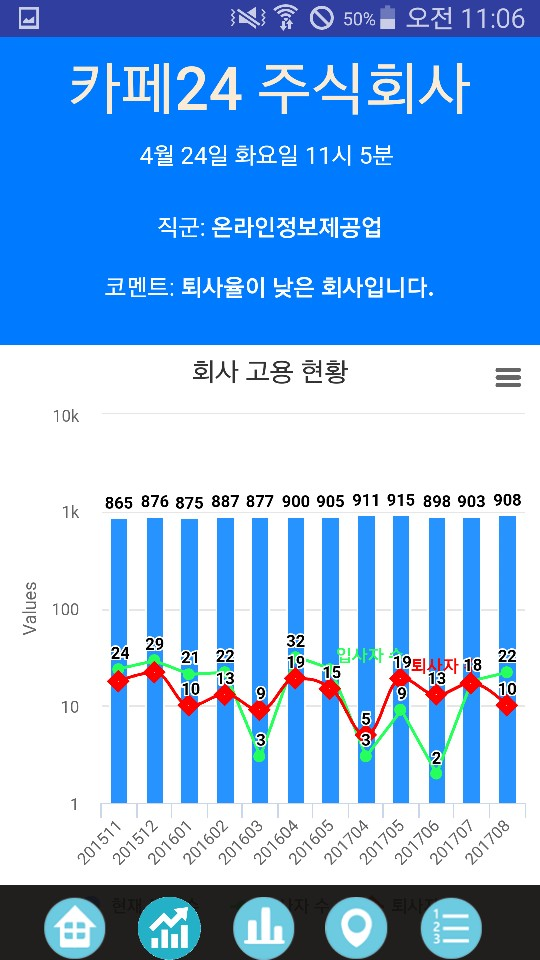 50% 오전 11:06
카페24 주식회사
4월 24일 화요일 11시 5분
직군: 온라인정보제공업
코멘트: 퇴사율이 낮은 회사입니다.
회사 고용 현황
10k
1k
100
10
1
Values
865 876 875 887 877 900 905 911 915 898 903 908
24 29 21 22 3 32 3 9 2 22
10 13 9 19 15 5 19 13 18 10
입사자 수
퇴사자
201511 201512 201601 201602 201603 201604 201605 201704 201705 201706 201707 201708
1
2
3